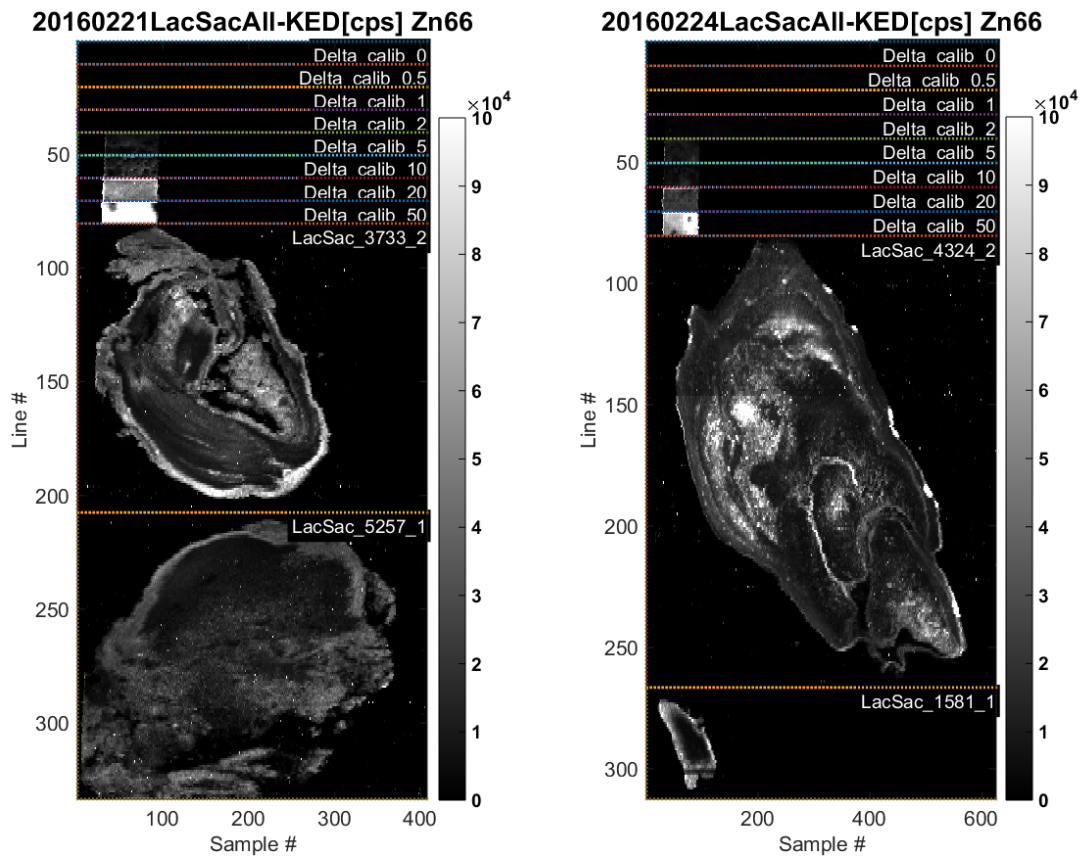 20160221LacSacAll-KED[cps] Zn66
Delta calib 0
Delta calib 0.5
Delta calib 1
Delta calib 2
Delta calib 5
Delta calib 10
Delta calib 20
Delta calib 50
LacSac_3733_2
LacSac_5257_1
50
100
150
200
250
300
Line #
100
200
300
400
Sample #
×10⁴
10
9
8
7
6
5
4
3
2
1
0
20160224LacSacAll-KED[cps] Zn66
Delta calib 0
Delta calib 0.5
Delta calib 1
Delta calib 2
Delta calib 5
Delta calib 10
Delta calib 20
Delta calib 50
LacSac_4324_2
LacSac_1581_1
50
100
150
200
250
300
Line #
200
400
600
Sample #
×10⁴
10
9
8
7
6
5
4
3
2
1
0